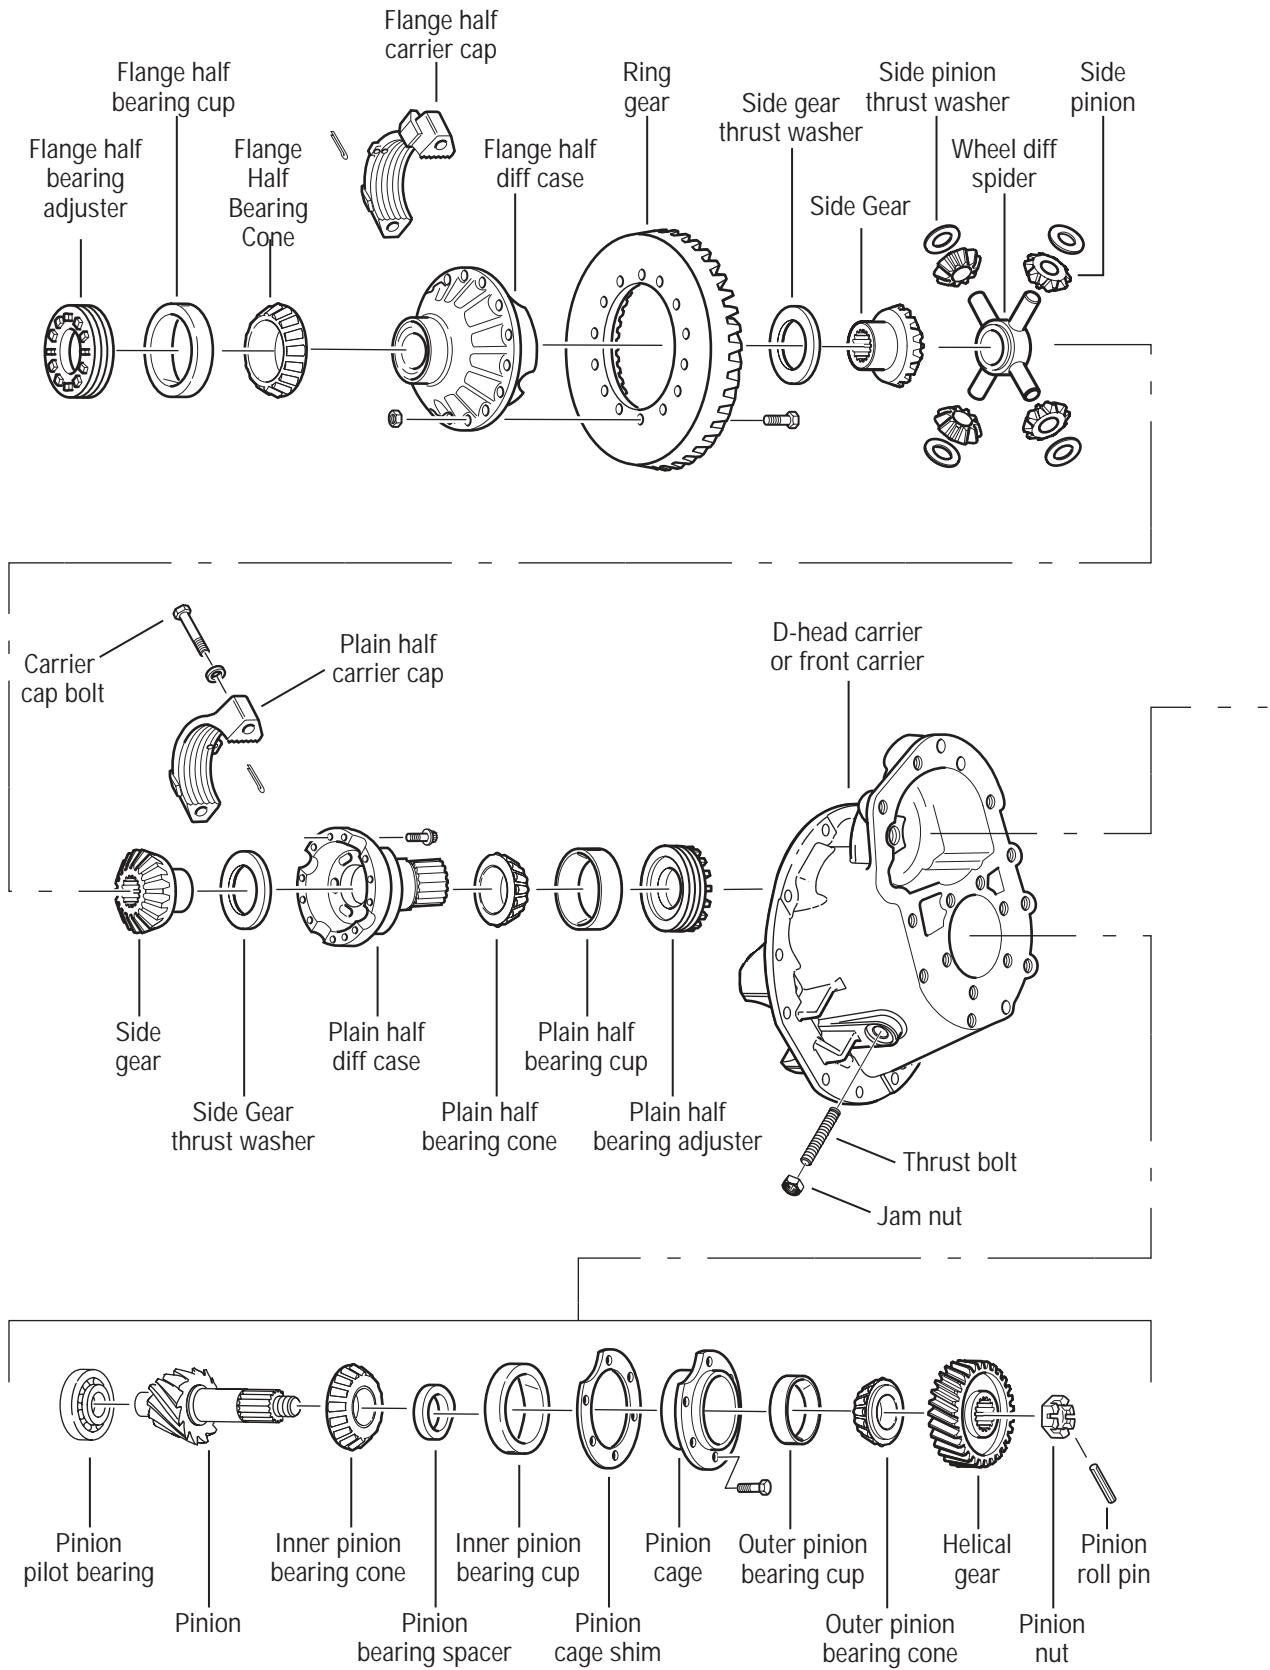 Flange half
carrier cap
Flange half
bearing cup
Ring
gear
Side pinion
thrust washer
Side
pinion
Side gear
thrust washer
Flange half
bearing
adjuster
Flange
Half
Bearing
Cone
Flange half
diff case
Wheel diff
spider
Side Gear
Carrier
cap bolt
Plain half
carrier cap
D-head carrier
or front carrier
Side
gear
Plain half
diff case
Plain half
bearing cup
Side Gear
thrust washer
Plain half
bearing cone
Plain half
bearing adjuster
Thrust bolt
Jam nut
Pinion
pilot bearing
Inner pinion
bearing cone
Inner pinion
bearing cup
Pinion
cage
Outer pinion
bearing cup
Helical
gear
Pinion
roll pin
Pinion
Pinion
bearing spacer
Pinion
cage shim
Outer pinion
bearing cone
Pinion
nut